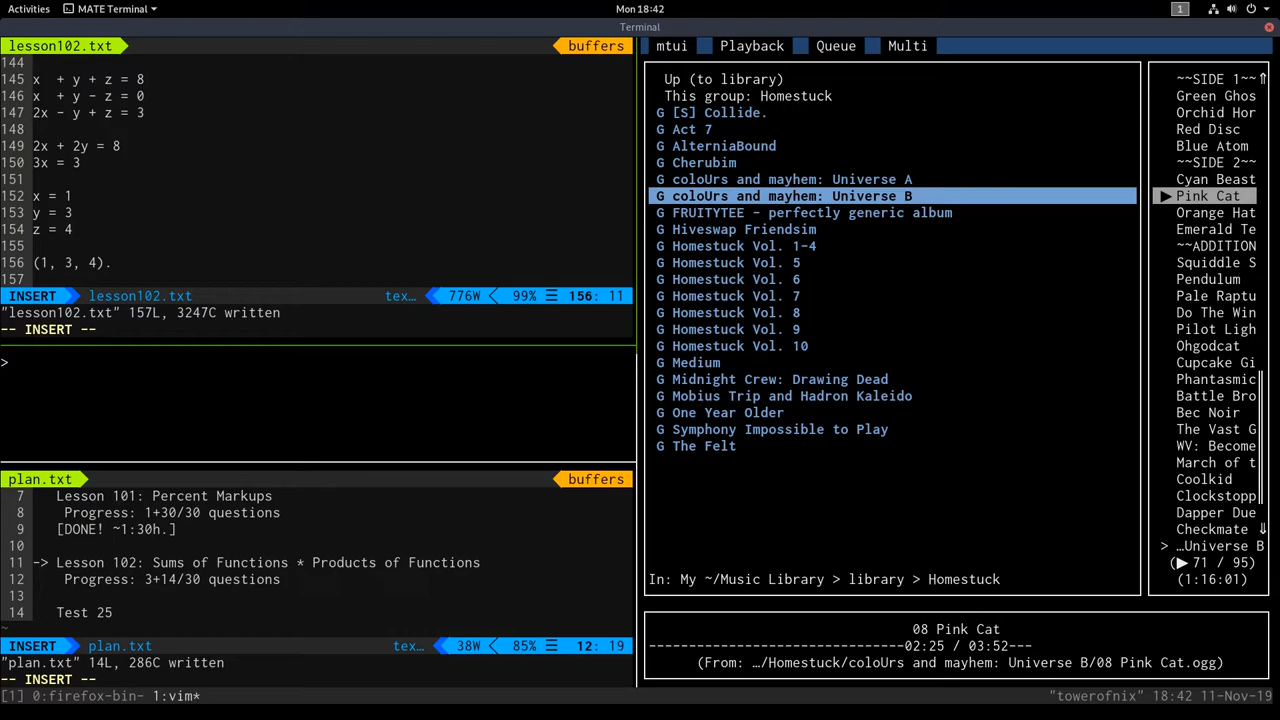 Activities MATE Terminal Mon 18:42 1
Terminal
lesson102.txt buffers
144
145 x  + y + z = 8
146 x  + y - z = 0
147 2x - y + z = 3
148
149 2x + 2y = 8
150 3x = 3
151
152 x = 1
153 y = 3
154 z = 4
155
156 (1, 3, 4).
157
INSERT lesson102.txt tex… 776W 99% ☰ 156: 11
"lesson102.txt" 157L, 3247C written
-- INSERT --
>
plan.txt buffers
7 Lesson 101: Percent Markups
8 Progress: 1+30/30 questions
9 [DONE! ~1:30h.]
10
11 -> Lesson 102: Sums of Functions * Products of Functions
12 Progress: 3+14/30 questions
13
14 Test 25
~
INSERT plan.txt tex… 38W 85% ☰ 12: 19
"plan.txt" 14L, 286C written
-- INSERT --
mtui Playback Queue Multi
Up (to library)
This group: Homestuck
G [S] Collide.
G Act 7
G AlterniaBound
G Cherubim
G coloUrs and mayhem: Universe A
G coloUrs and mayhem: Universe B
G FRUITYTEE - perfectly generic album
G Hiveswap Friendsim
G Homestuck Vol. 1-4
G Homestuck Vol. 5
G Homestuck Vol. 6
G Homestuck Vol. 7
G Homestuck Vol. 8
G Homestuck Vol. 9
G Homestuck Vol. 10
G Medium
G Midnight Crew: Drawing Dead
G Mobius Trip and Hadron Kaleido
G One Year Older
G Symphony Impossible to Play
G The Felt
In: My ~/Music Library > library > Homestuck
~~SIDE 1~~⇑
Green Ghos
Orchid Hor
Red Disc
Blue Atom
~~SIDE 2~~
Cyan Beast
▶ Pink Cat
Orange Hat
Emerald Te
~~ADDITION
Squiddle S
Pendulum
Pale Raptu
Do The Win
Pilot Ligh
Ohgodcat
Cupcake Gi
Phantasmic
Battle Bro
Bec Noir
The Vast G
WV: Become
March of t
Coolkid
Clockstopp
Dapper Due
Checkmate ⇓
> …Universe B
(▶ 71 / 95)
(1:16:01)
08 Pink Cat
--------------------------------02:25 / 03:52---
(From: …/Homestuck/coloUrs and mayhem: Universe B/08 Pink Cat.ogg)
[1] 0:firefox-bin- 1:vim* "towerofnix" 18:42 11-Nov-19